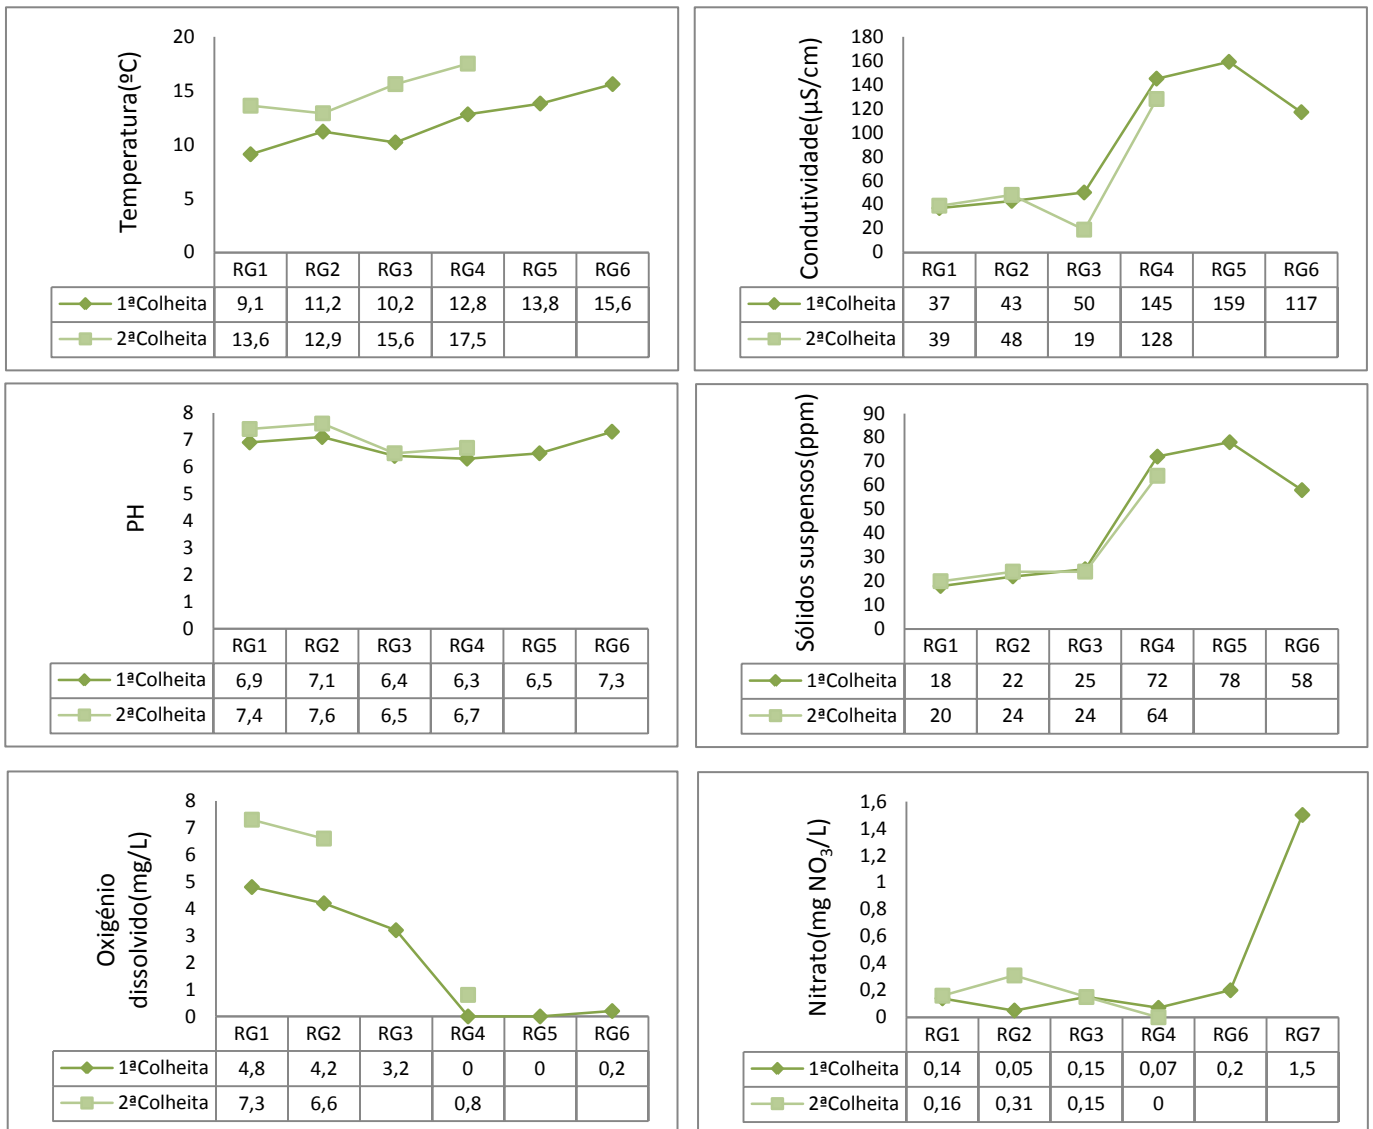 Temperatura(ºC)
20
15
10
5
0
RG1 RG2 RG3 RG4 RG5 RG6
1ªColheita 9,1 11,2 10,2 12,8 13,8 15,6
2ªColheita 13,6 12,9 15,6 17,5
Condutividade(µS/cm)
180
160
140
120
100
80
60
40
20
0
RG1 RG2 RG3 RG4 RG5 RG6
1ªColheita 37 43 50 145 159 117
2ªColheita 39 48 19 128
PH
8
7
6
5
4
3
2
1
0
RG1 RG2 RG3 RG4 RG5 RG6
1ªColheita 6,9 7,1 6,4 6,3 6,5 7,3
2ªColheita 7,4 7,6 6,5 6,7
Sólidos suspensos(ppm)
90
80
70
60
50
40
30
20
10
0
RG1 RG2 RG3 RG4 RG5 RG6
1ªColheita 18 22 25 72 78 58
2ªColheita 20 24 24 64
Oxigénio
dissolvido(mg/L)
8
7
6
5
4
3
2
1
0
RG1 RG2 RG3 RG4 RG5 RG6
1ªColheita 4,8 4,2 3,2 0 0 0,2
2ªColheita 7,3 6,6 0,8
Nitrato(mg NO₃/L)
1,6
1,4
1,2
1
0,8
0,6
0,4
0,2
0
RG1 RG2 RG3 RG4 RG6 RG7
1ªColheita 0,14 0,05 0,15 0,07 0,2 1,5
2ªColheita 0,16 0,31 0,15 0